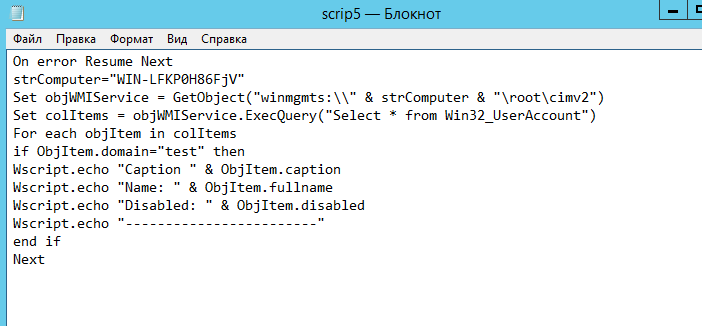 scrip5 — Блокнот
Файл Правка Формат Вид Справка
On error Resume Next
strComputer="WIN-LFKP0H86FjV"
Set objWMIService = GetObject("winmgmts:\\" & strComputer & "\root\cimv2")
Set colItems = objWMIService.ExecQuery("Select * from Win32_UserAccount")
For each objItem in colItems
if ObjItem.domain="test" then
Wscript.echo "Caption " & ObjItem.caption
Wscript.echo "Name: " & ObjItem.fullname
Wscript.echo "Disabled: " & ObjItem.disabled
Wscript.echo "------------------------"
end if
Next